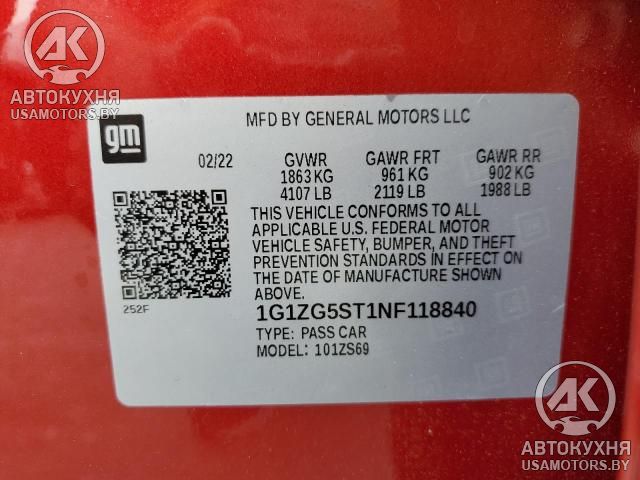 AK
АВТОКУХНЯ
USAMOTORS.BY
gm
MFD BY GENERAL MOTORS LLC
02/22 GVWR GAWR FRT GAWR RR
1863 KG 961 KG 902 KG
4107 LB 2119 LB 1988 LB
THIS VEHICLE CONFORMS TO ALL
APPLICABLE U.S. FEDERAL MOTOR
VEHICLE SAFETY, BUMPER, AND THEFT
PREVENTION STANDARDS IN EFFECT ON
THE DATE OF MANUFACTURE SHOWN
ABOVE.
252F
1G1ZG5ST1NF118840
TYPE: PASS CAR
MODEL: 101ZS69
AK
АВТОКУХНЯ
USAMOTORS.BY